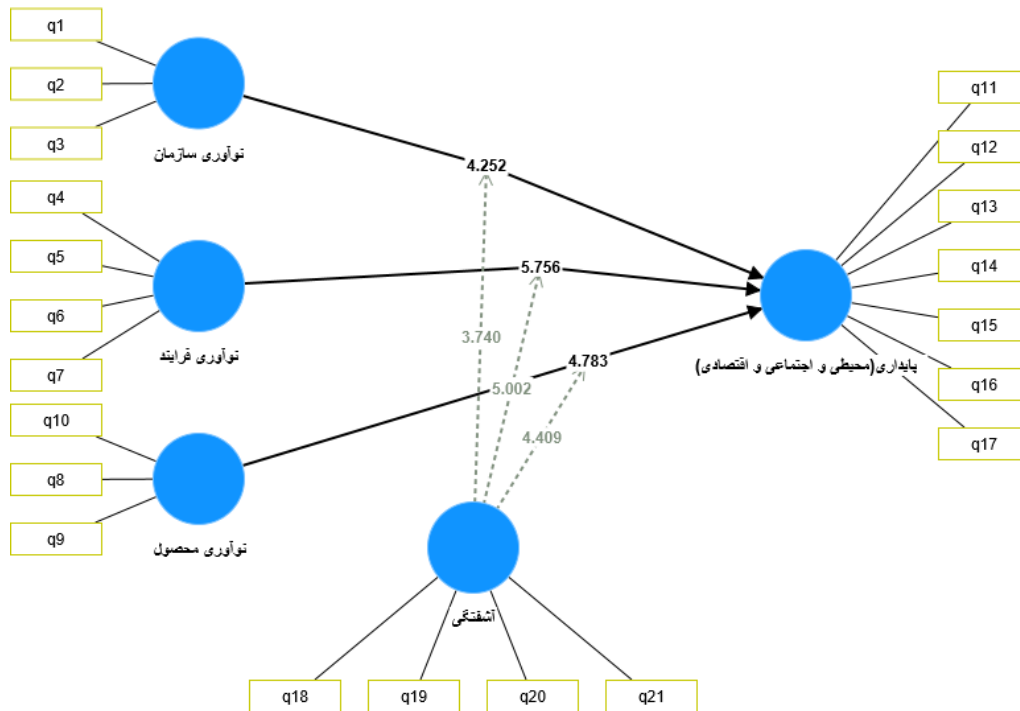 q1
q2
q3
نوآوری سازمان
q4
q5
q6
q7
نوآوری فرایند
q10
q8
q9
نوآوری محصول
4.252
5.756
4.783
3.740
5.002
4.409
q11
q12
q13
q14
q15
q16
q17
پایداری(محیطی و اجتماعی و اقتصادی)
آشفتگی
q18
q19
q20
q21